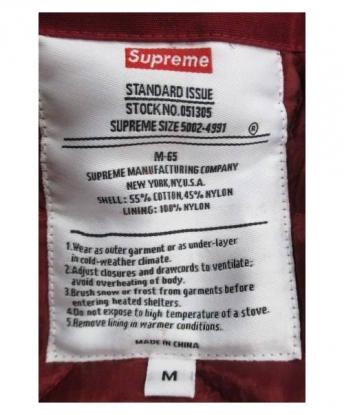 Supreme
STANDARD ISSUE
STOCK NO. 051305
SUPREME SIZE 5002-4991 ®
M-65
SUPREME MANUFACTURING COMPANY
NEW YORK, NY, U.S.A.
SHELL : 55% COTTON, 45% NYLON
LINING : 100% NYLON
1.Wear as outer garment or as under-layer
in cold-weather climate.
2.Adjust closures and drawcords to ventilate;
avoid overheating of body.
3.Brush snow or frost from garments before
entering heated shelters.
4.Do not expose to high temperature of a stove.
5.Remove lining in warmer conditions.
MADE IN CHINA
M